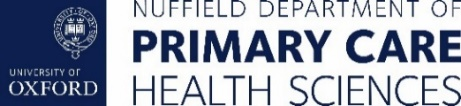 UNIVERSITY OF
OXFORD
NUFFIELD DEPARTMENT OF
PRIMARY CARE
HEALTH SCIENCES